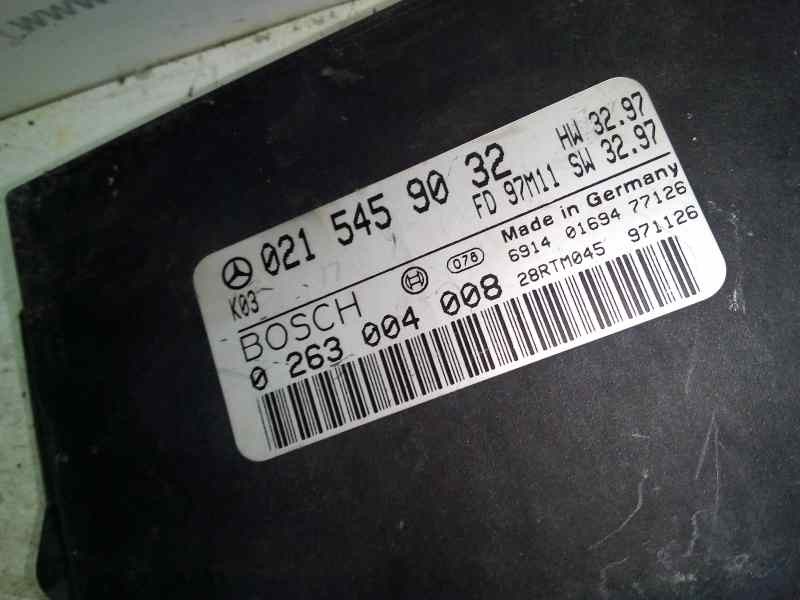 021 545 90 32
HW 32.97
FD 97M11 SW 32.97
K03
BOSCH
078
Made in Germany
6914 01694 77126
0 263 004 008
28RTM045 971126
www.